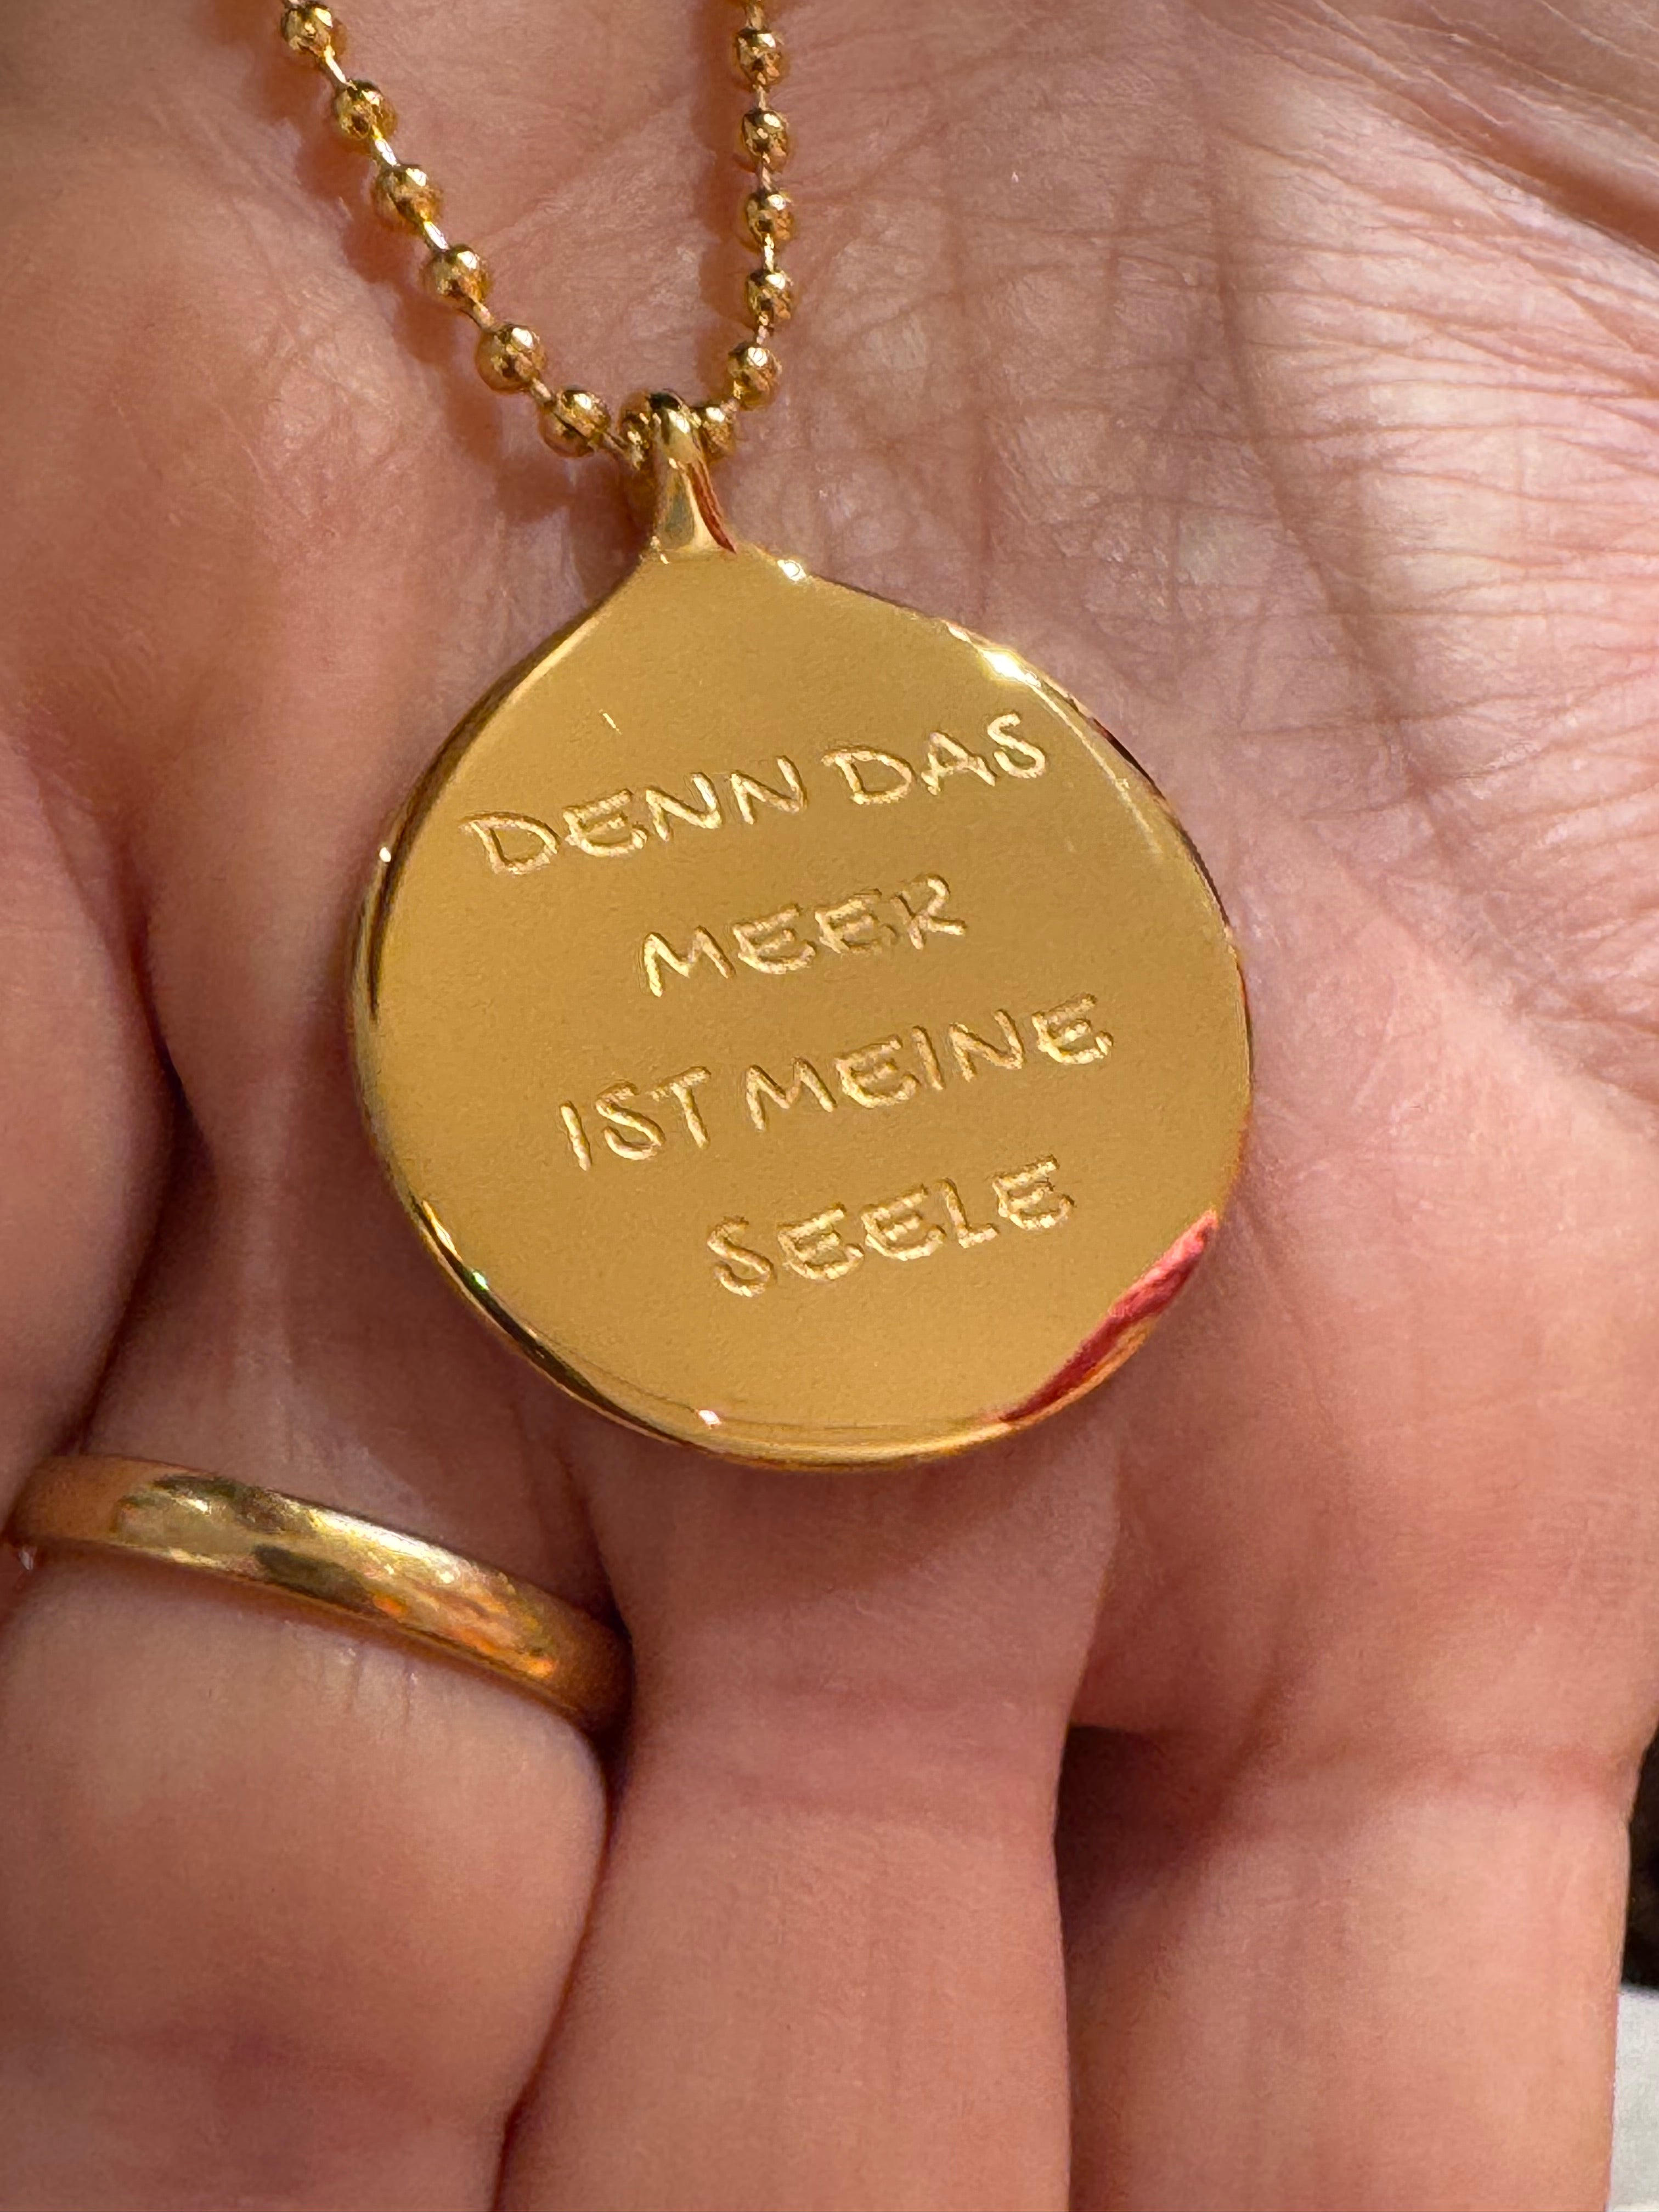 DENN DAS
MEER
IST MEINE
SEELE